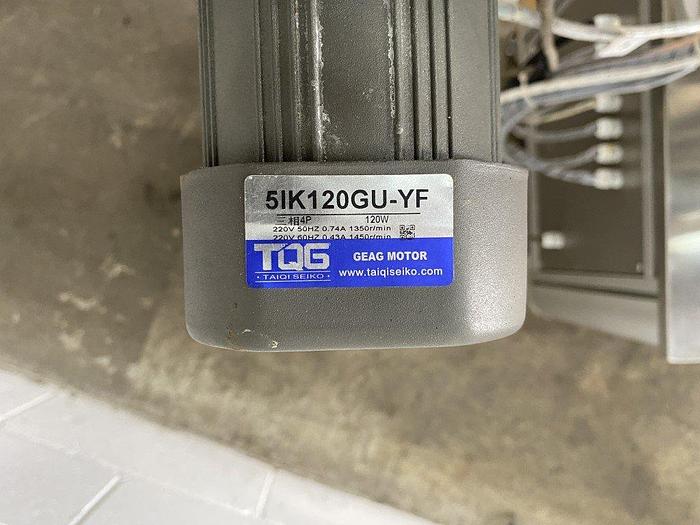 5IK120GU-YF
三相4P 120W
220V 50HZ 0.74A 1350r/min
220V 60HZ 0.43A 1450r/min
TQG
· TAIQI SEIKO ·
GEAG MOTOR
www.taiqiseiko.com